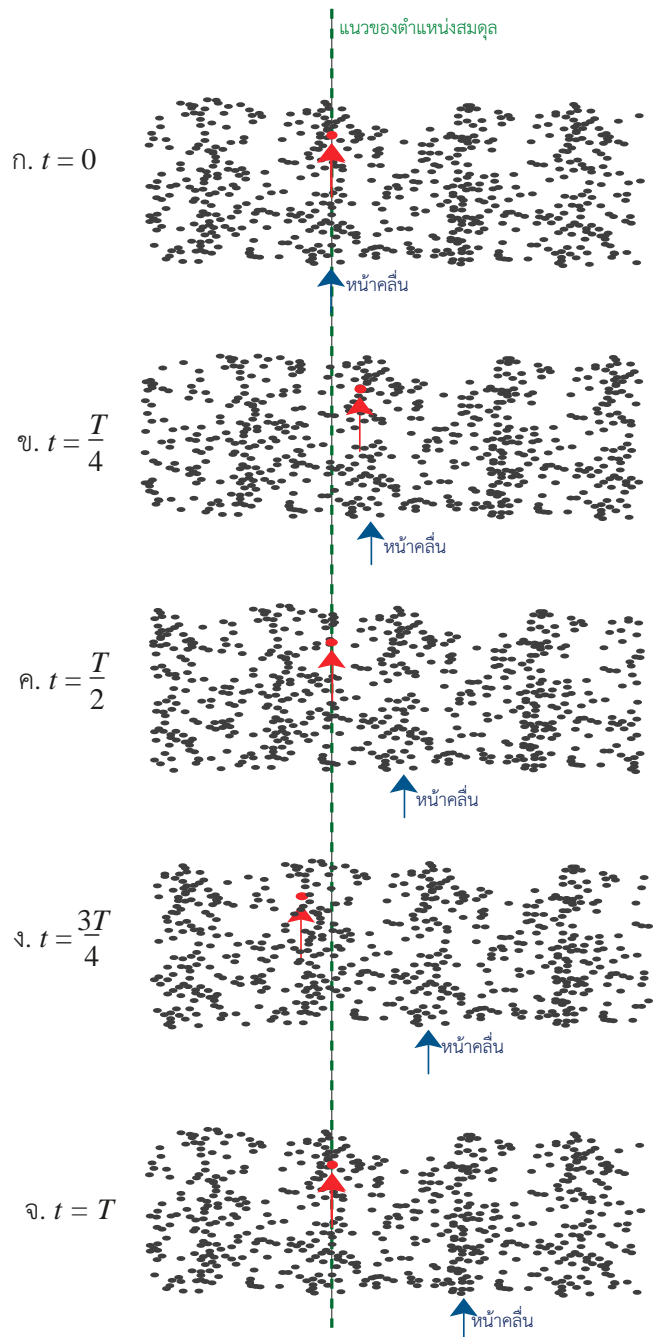 แนวของตำแหน่งสมดุล
ก. t = 0
หน้าคลื่น
ข. t = T/4
หน้าคลื่น
ค. t = T/2
หน้าคลื่น
ง. t = 3T/4
หน้าคลื่น
จ. t = T
หน้าคลื่น